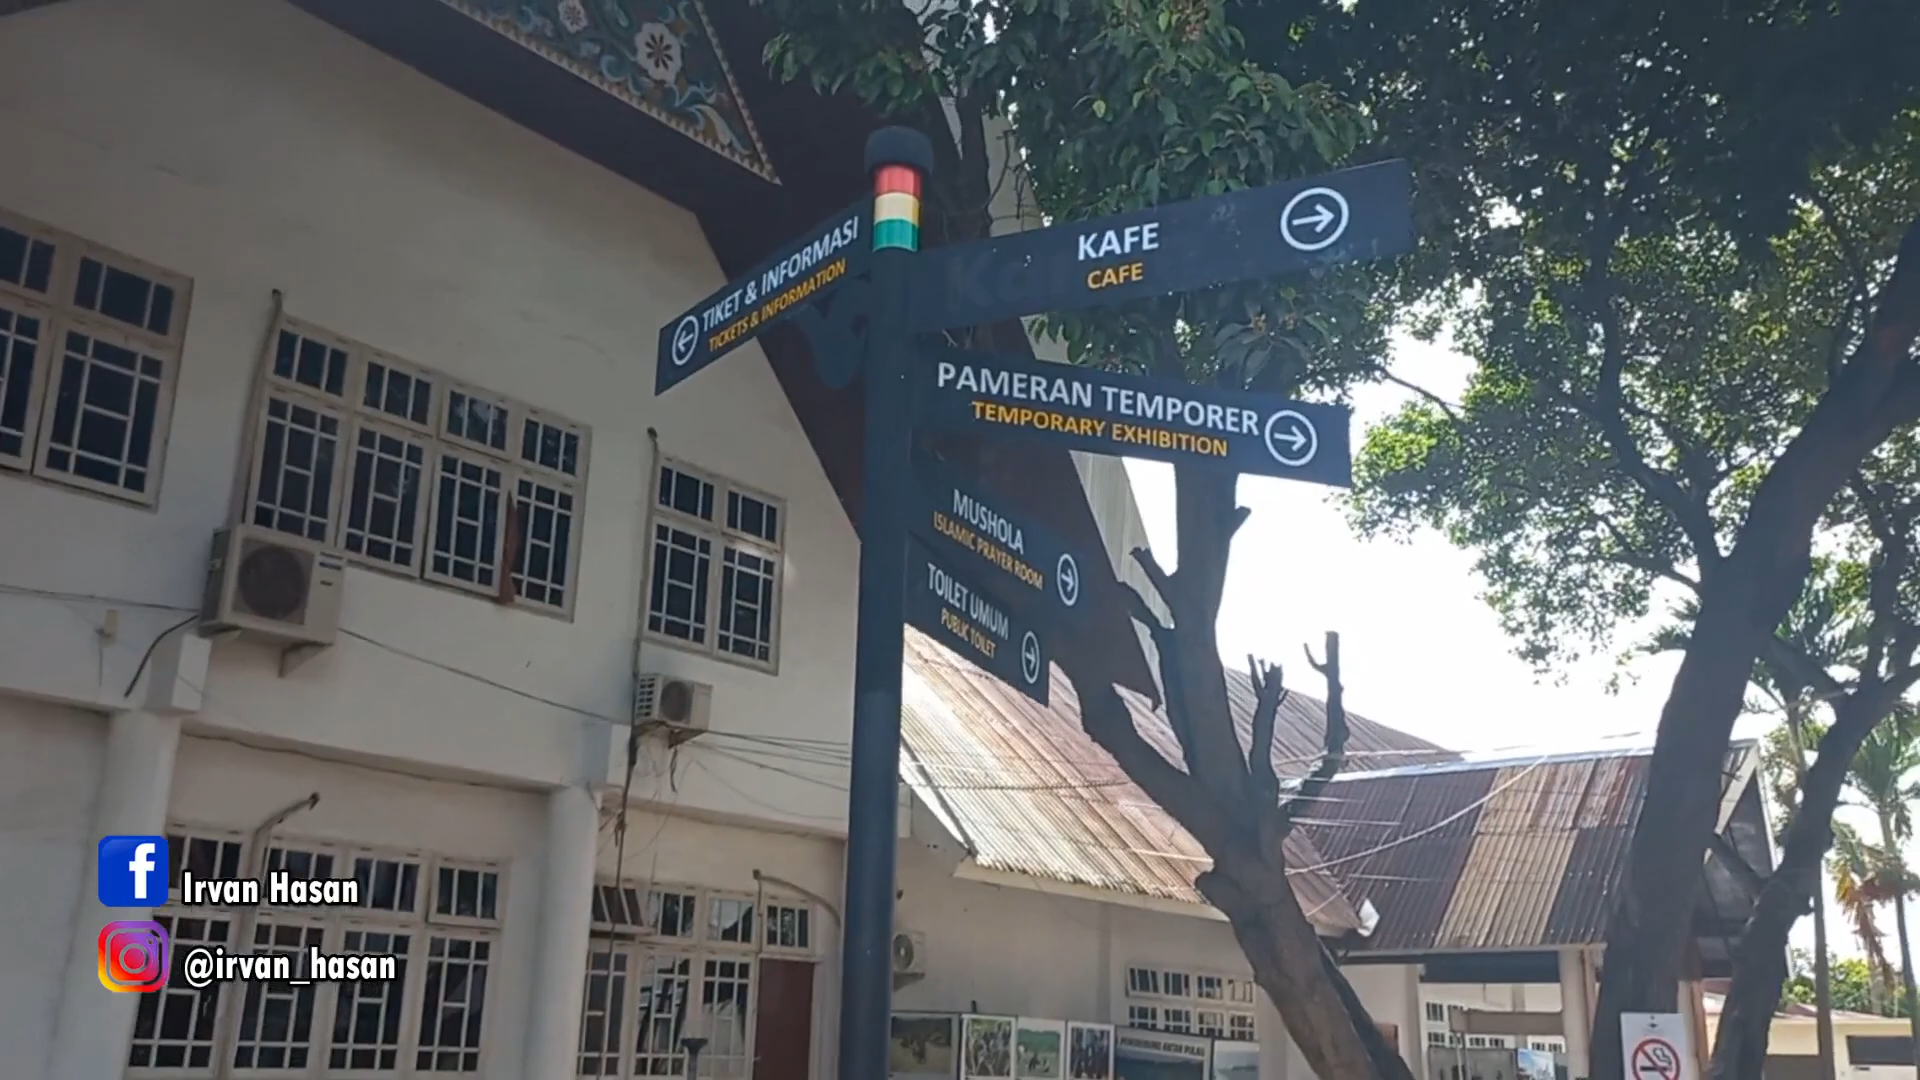 TIKET & INFORMASI
TICKETS & INFORMATION
KAFE
CAFE
PAMERAN TEMPORER
TEMPORARY EXHIBITION
MUSHOLA
ISLAMIC PRAYER ROOM
TOILET UMUM
PUBLIC TOILET
Irvan Hasan
@irvan_hasan